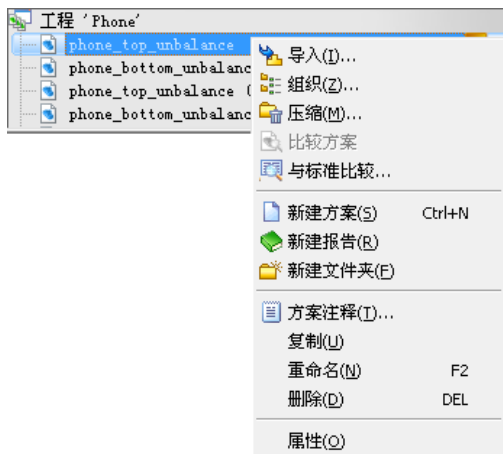 工程 'Phone'
phone_top_unbalance
phone_bottom_unbalanc
phone_top_unbalance (
phone_bottom_unbalanc
导入(I)...
组织(Z)...
压缩(M)...
比较方案
与标准比较...
新建方案(S) Ctrl+N
新建报告(R)
新建文件夹(F)
方案注释(T)...
复制(U)
重命名(N) F2
删除(D) DEL
属性(O)